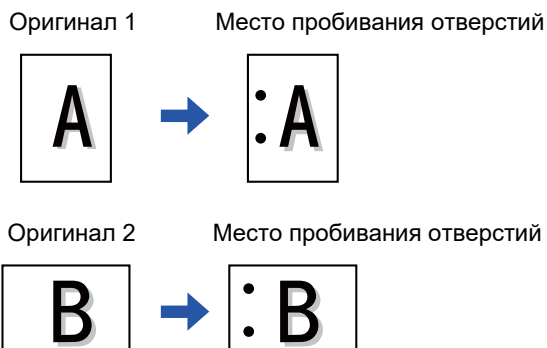 Оригинал 1 Место пробивания отверстий
A A
Оригинал 2 Место пробивания отверстий
B B